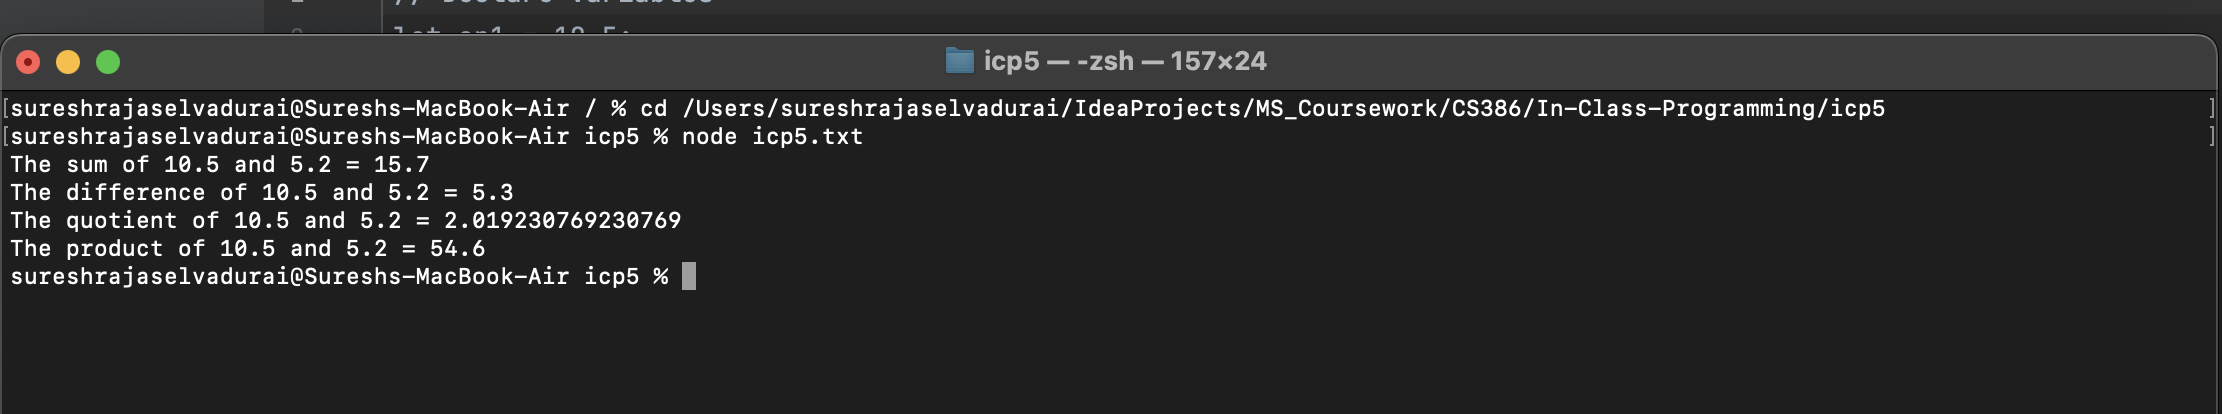 icp5 — -zsh — 157×24
[sureshrajaselvadurai@Sureshs-MacBook-Air / % cd /Users/sureshrajaselvadurai/IdeaProjects/MS_Coursework/CS386/In-Class-Programming/icp5 ]
[sureshrajaselvadurai@Sureshs-MacBook-Air icp5 % node icp5.txt ]
The sum of 10.5 and 5.2 = 15.7
The difference of 10.5 and 5.2 = 5.3
The quotient of 10.5 and 5.2 = 2.019230769230769
The product of 10.5 and 5.2 = 54.6
sureshrajaselvadurai@Sureshs-MacBook-Air icp5 %